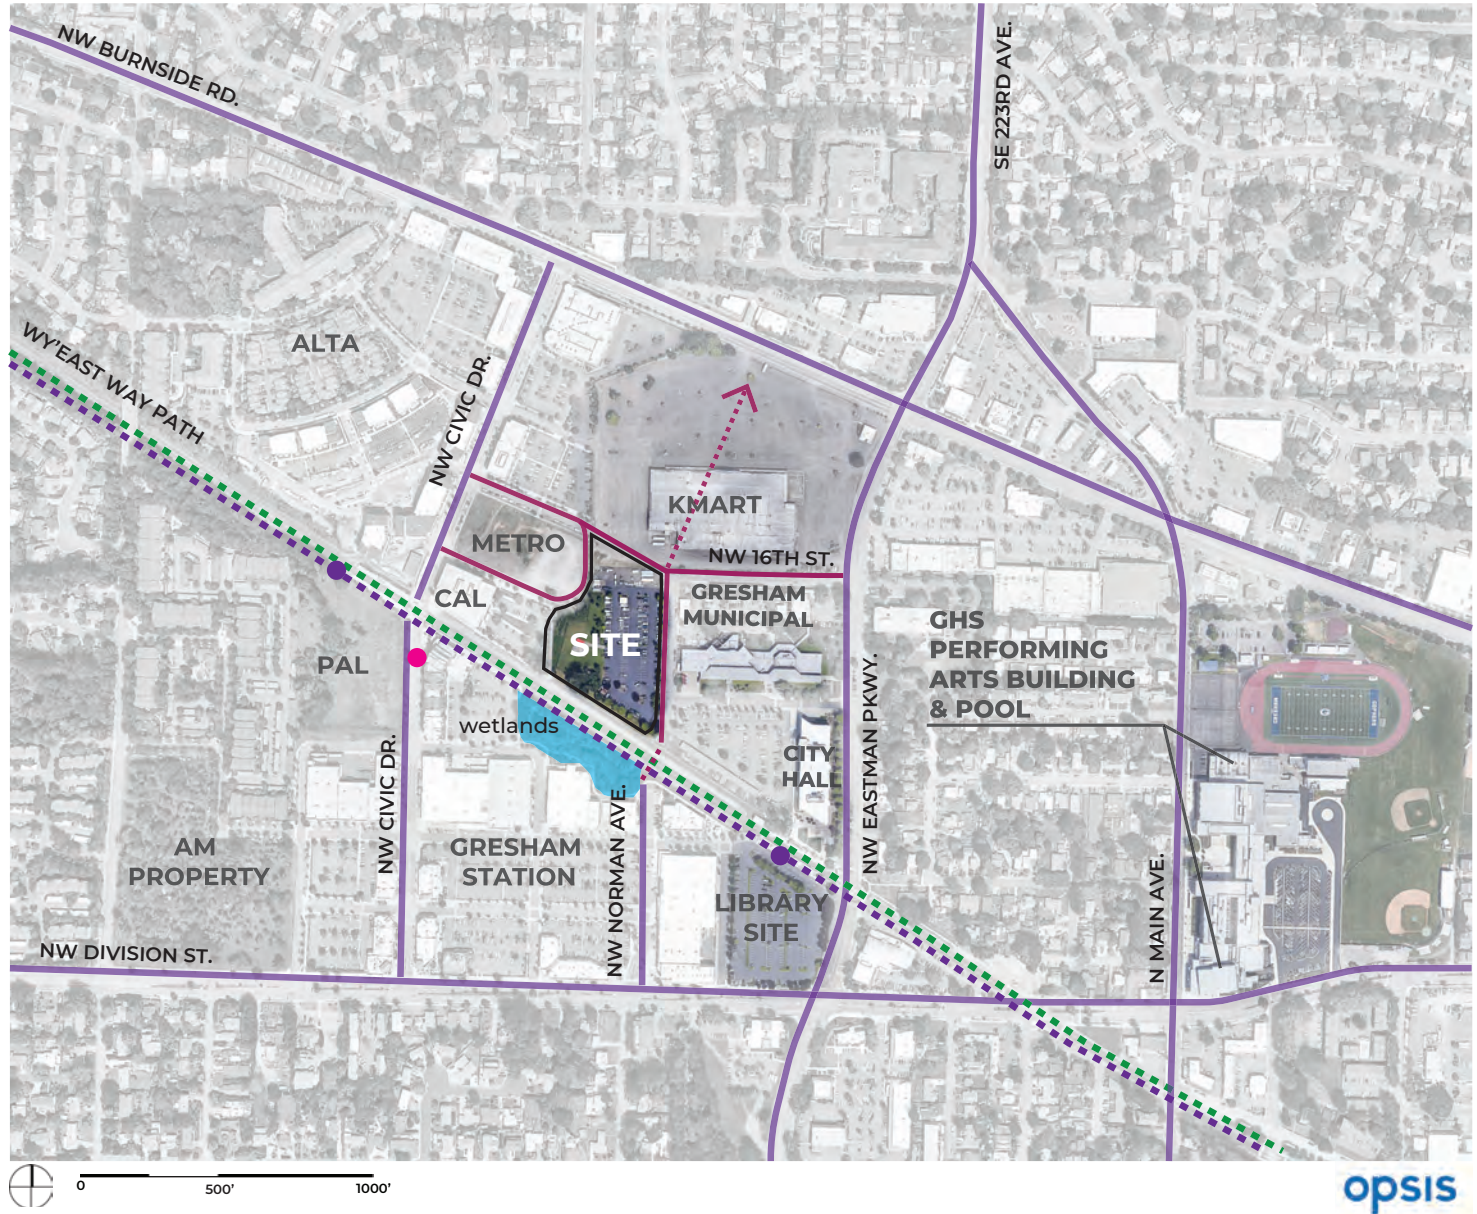 NW BURNSIDE RD.
SE 223RD AVE.
WY'EAST WAY PATH
ALTA
NW CIVIC DR.
KMART
METRO
NW 16TH ST.
CAL
GRESHAM
MUNICIPAL
SITE
GHS
PERFORMING
ARTS BUILDING
& POOL
PAL
wetlands
NW EASTMAN PKWY.
CITY
HALL
NW CIVIC DR.
NW NORMAN AVE.
AM
PROPERTY
GRESHAM
STATION
LIBRARY
SITE
N MAIN AVE.
NW DIVISION ST.
0
500'
1000'
opsis